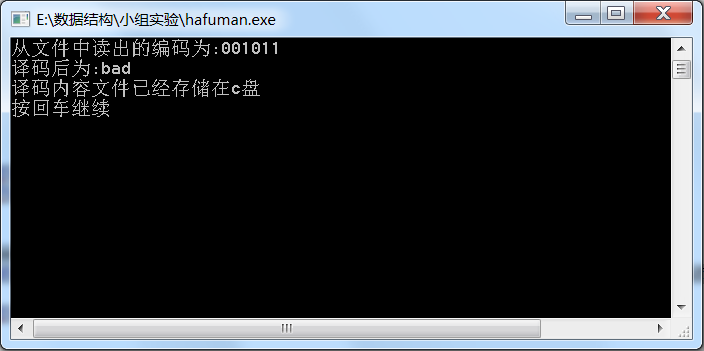 E:\数据结构\小组实验\hafuman.exe
从文件中读出的编码为:001011
译码后为:bad
译码内容文件已经存储在c盘
按回车继续